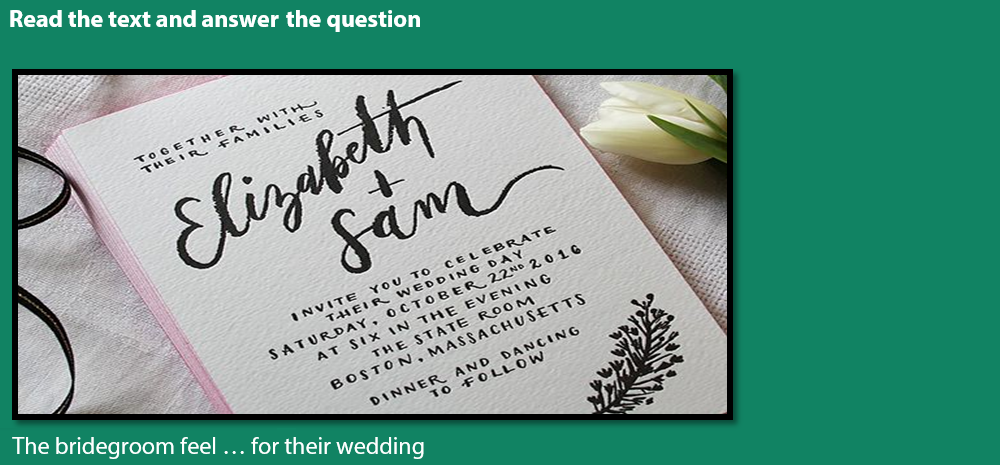 Read the text and answer the question
TOGETHER WITH
THEIR FAMILIES
Elizabeth
+
Sam
INVITE YOU TO CELEBRATE
THEIR WEDDING DAY
SATURDAY, OCTOBER 22ND 2016
AT SIX IN THE EVENING
THE STATE ROOM
BOSTON, MASSACHUSETTS
DINNER AND DANCING
TO FOLLOW
The bridegroom feel … for their wedding